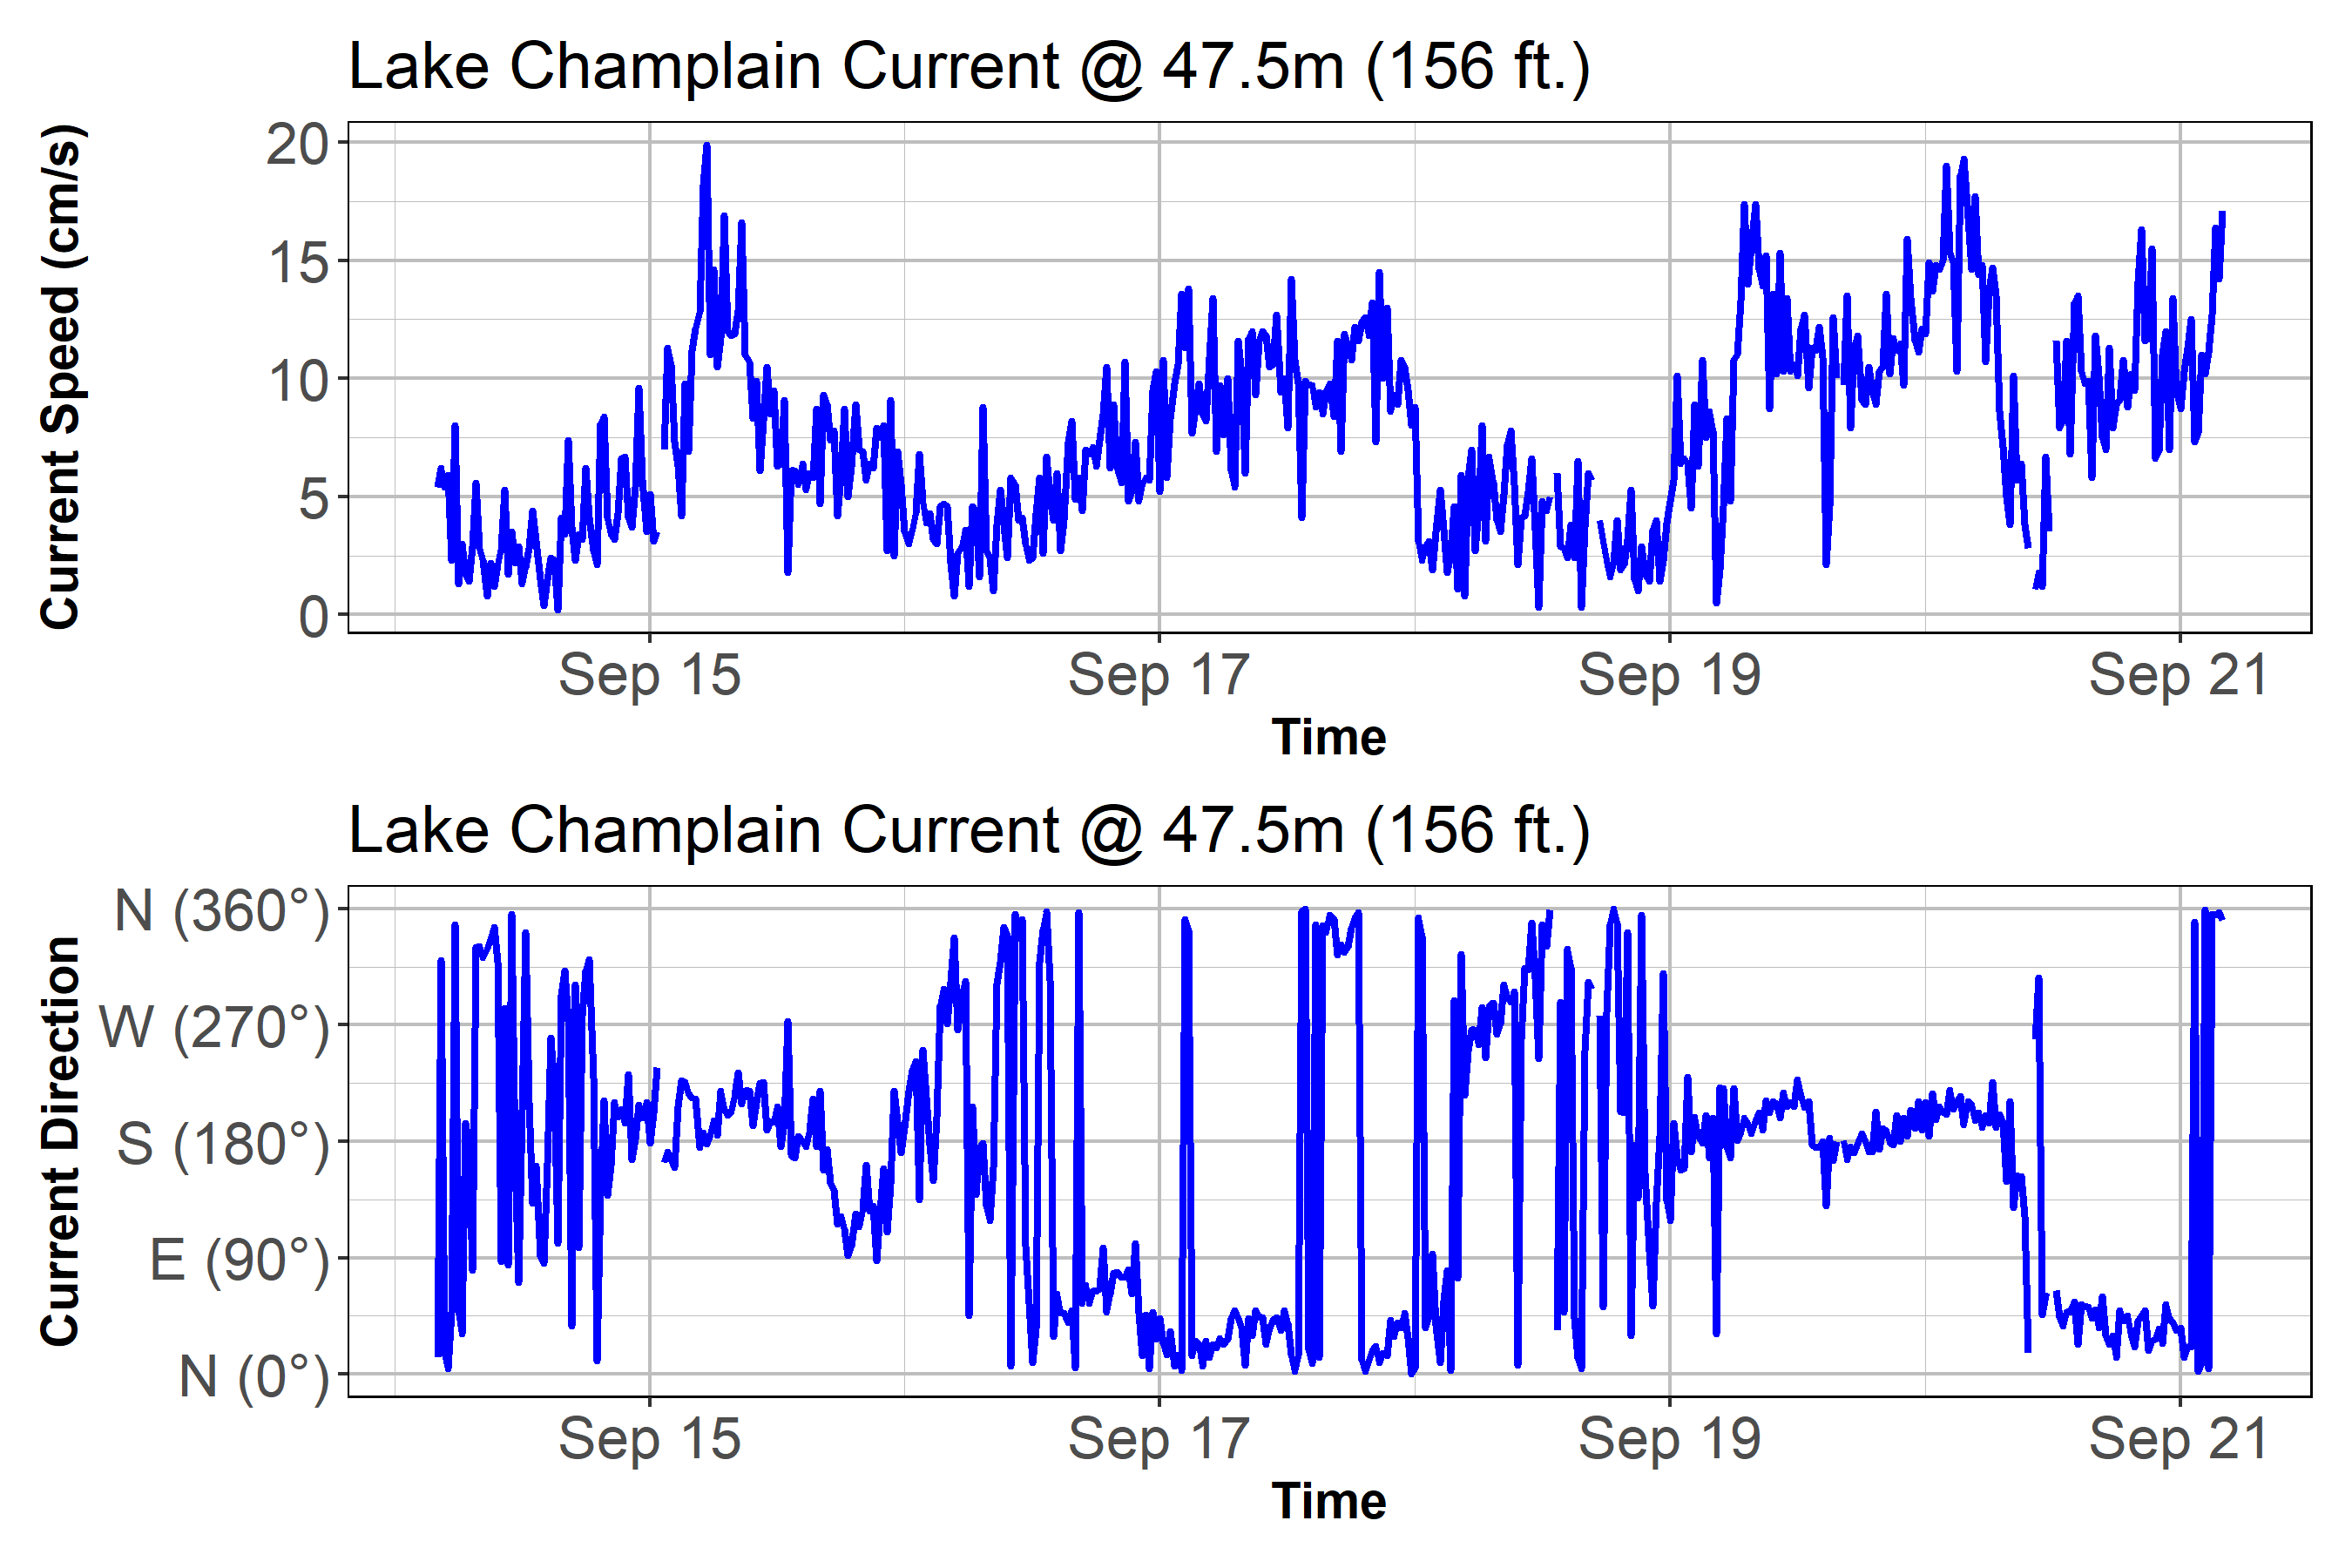 Lake Champlain Current @ 47.5m (156 ft.)
Current Speed (cm/s)
20
15
10
5
0
Sep 15 Sep 17 Sep 19 Sep 21
Time
Lake Champlain Current @ 47.5m (156 ft.)
Current Direction
N (360°)
W (270°)
S (180°)
E (90°)
N (0°)
Sep 15 Sep 17 Sep 19 Sep 21
Time